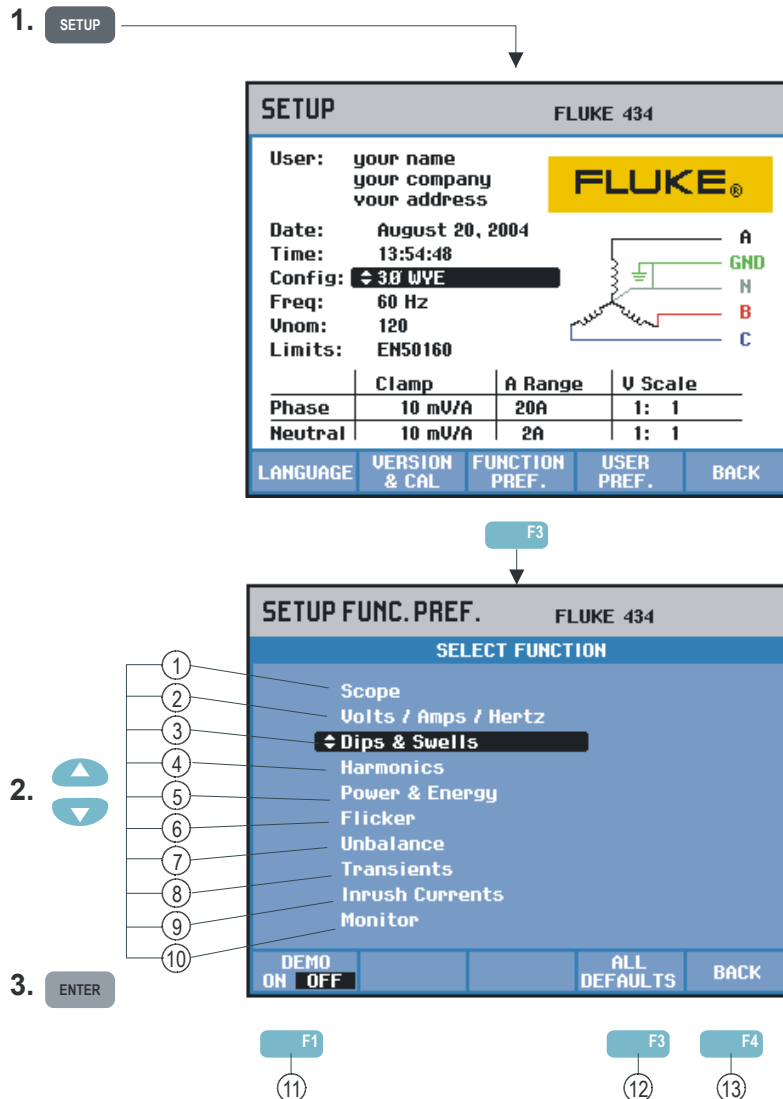 1. SETUP
SETUP FLUKE 434
User: your name
your company
your address
FLUKE®
Date: August 20, 2004
Time: 13:54:48
Config: 3Ø WYE
Freq: 60 Hz
Vnom: 120
Limits: EN50160
A
GND
N
B
C
Clamp A Range V Scale
Phase 10 mV/A 20A 1: 1
Neutral 10 mV/A 2A 1: 1
LANGUAGE VERSION & CAL FUNCTION PREF. USER PREF. BACK
F3
SETUP FUNC. PREF. FLUKE 434
SELECT FUNCTION
1 Scope
2 Volts / Amps / Hertz
3 Dips & Swells
4 Harmonics
2.
5 Power & Energy
6 Flicker
7 Unbalance
8 Transients
9 Inrush Currents
10 Monitor
3. ENTER
DEMO ON OFF ALL DEFAULTS BACK
F1 F3 F4
11 12 13